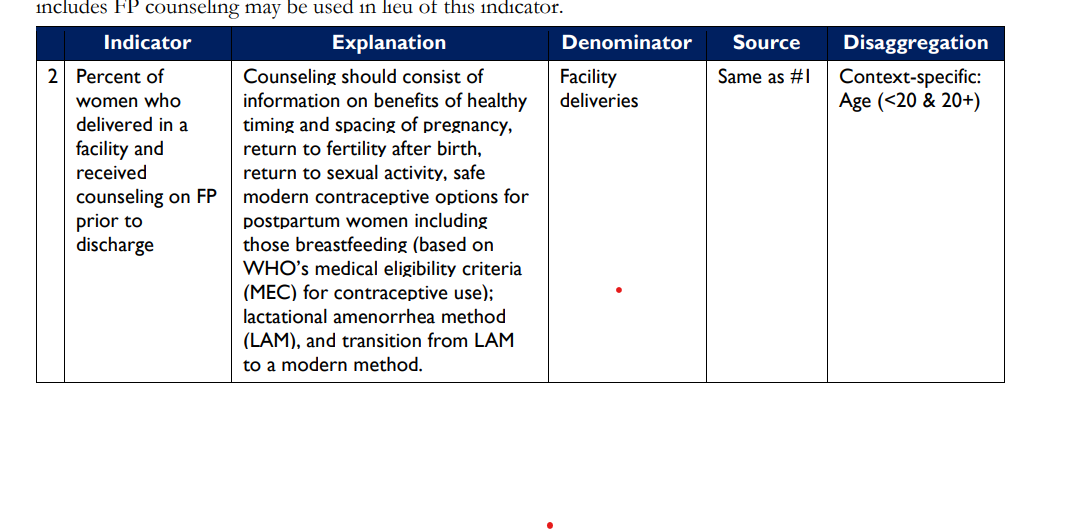 includes FP counseling may be used in lieu of this indicator.
Indicator Explanation Denominator Source Disaggregation
2 Percent of Counseling should consist of Facility Same as #1 Context-specific:
women who information on benefits of healthy deliveries Age (<20 & 20+)
delivered in a timing and spacing of pregnancy,
facility and return to fertility after birth,
received return to sexual activity, safe
counseling on FP modern contraceptive options for
prior to postpartum women including
discharge those breastfeeding (based on
WHO's medical eligibility criteria
(MEC) for contraceptive use);
lactational amenorrhea method
(LAM), and transition from LAM
to a modern method.